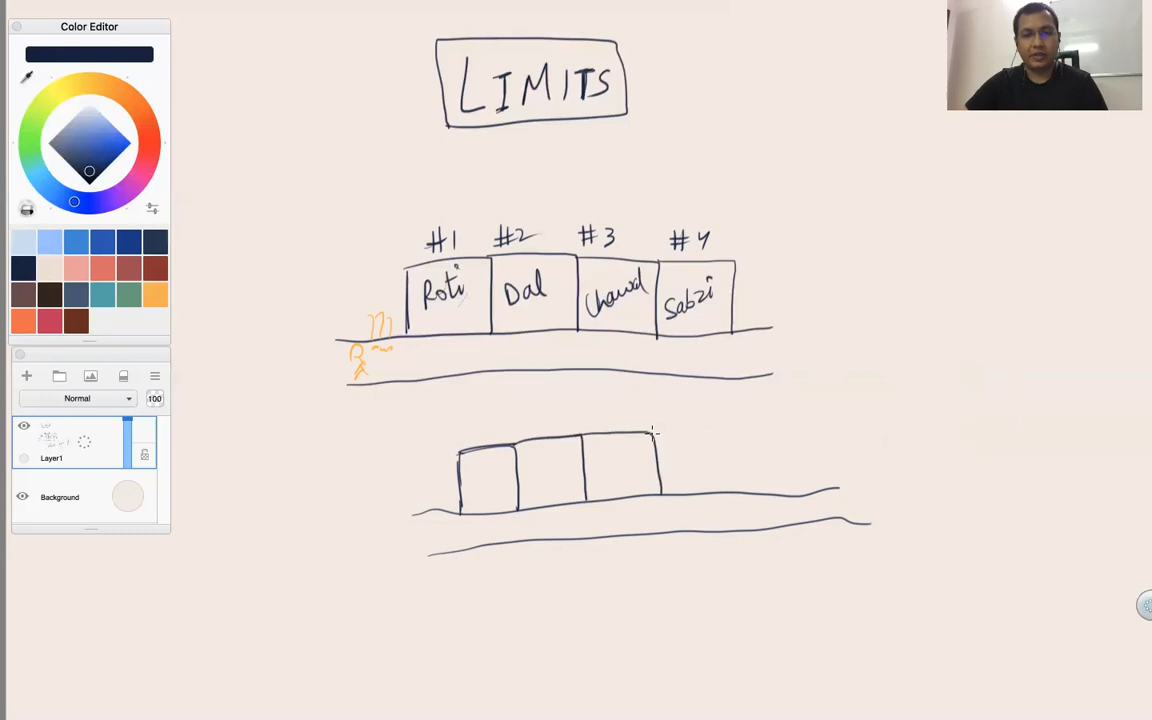 Color Editor
LIMITS
#1 #2 #3 #4
Roti Dal Chawal Sabzi
Normal
100
Layer1
Background